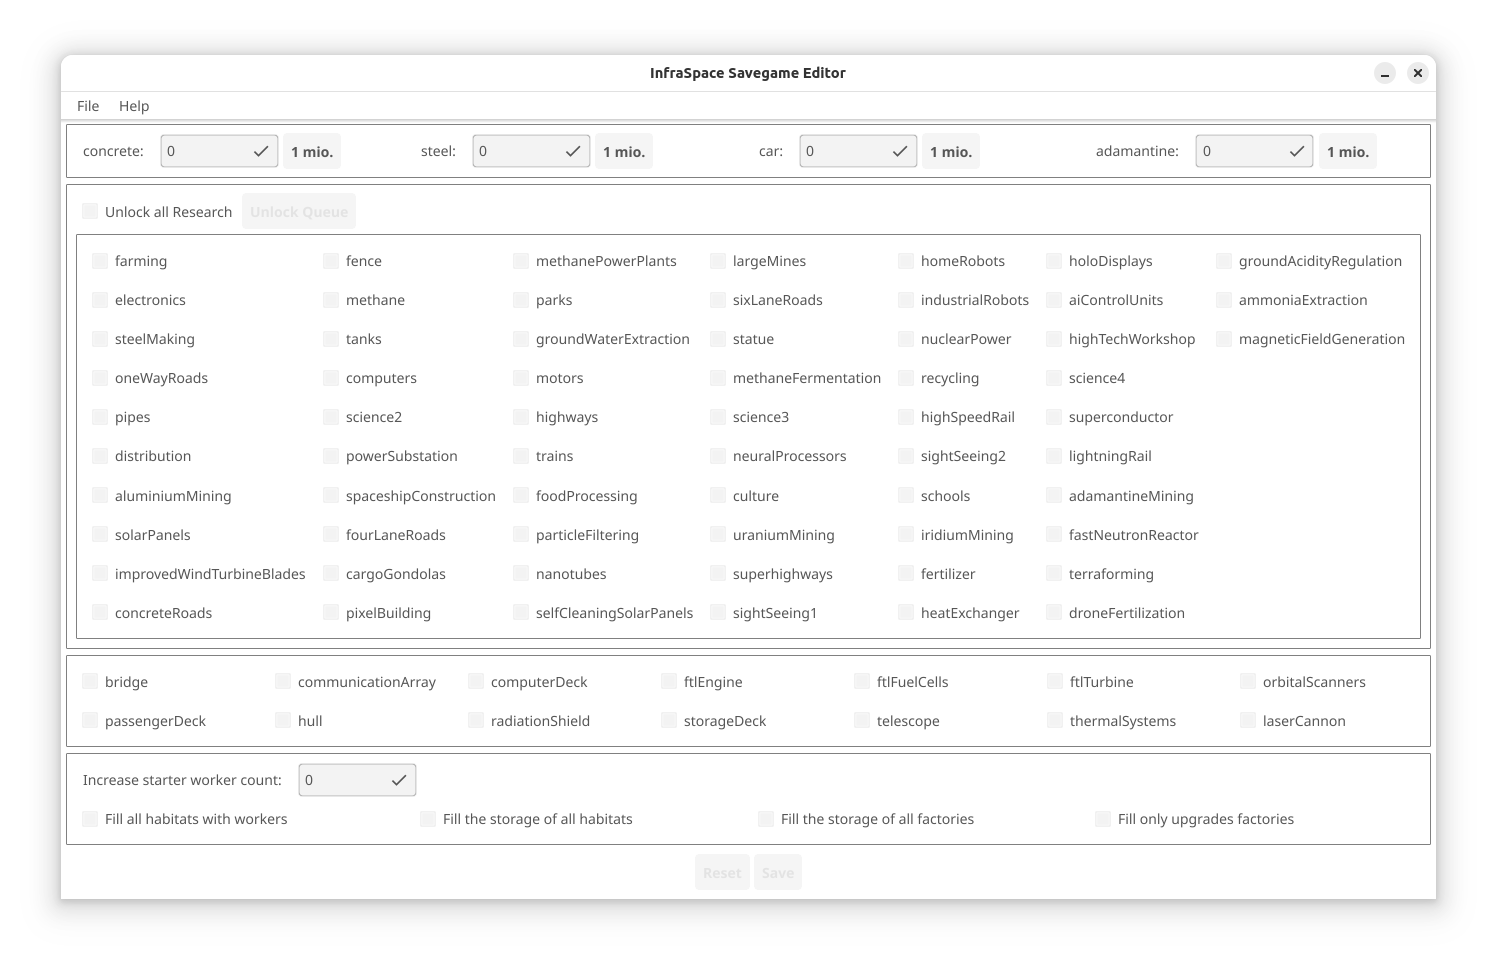 InfraSpace Savegame Editor
File Help
concrete: 0 1 mio. steel: 0 1 mio. car: 0 1 mio. adamantine: 0 1 mio.
Unlock all Research Unlock Queue
farming fence methanePowerPlants largeMines homeRobots holoDisplays groundAcidityRegulation
electronics methane parks sixLaneRoads industrialRobots aiControlUnits ammoniaExtraction
steelMaking tanks groundWaterExtraction statue nuclearPower highTechWorkshop magneticFieldGeneration
oneWayRoads computers motors methaneFermentation recycling science4
pipes science2 highways science3 highSpeedRail superconductor
distribution powerSubstation trains neuralProcessors sightSeeing2 lightningRail
aluminiumMining spaceshipConstruction foodProcessing culture schools adamantineMining
solarPanels fourLaneRoads particleFiltering uraniumMining iridiumMining fastNeutronReactor
improvedWindTurbineBlades cargoGondolas nanotubes superhighways fertilizer terraforming
concreteRoads pixelBuilding selfCleaningSolarPanels sightSeeing1 heatExchanger droneFertilization
bridge communicationArray computerDeck ftlEngine ftlFuelCells ftlTurbine orbitalScanners
passengerDeck hull radiationShield storageDeck telescope thermalSystems laserCannon
Increase starter worker count: 0
Fill all habitats with workers Fill the storage of all habitats Fill the storage of all factories Fill only upgrades factories
Reset Save